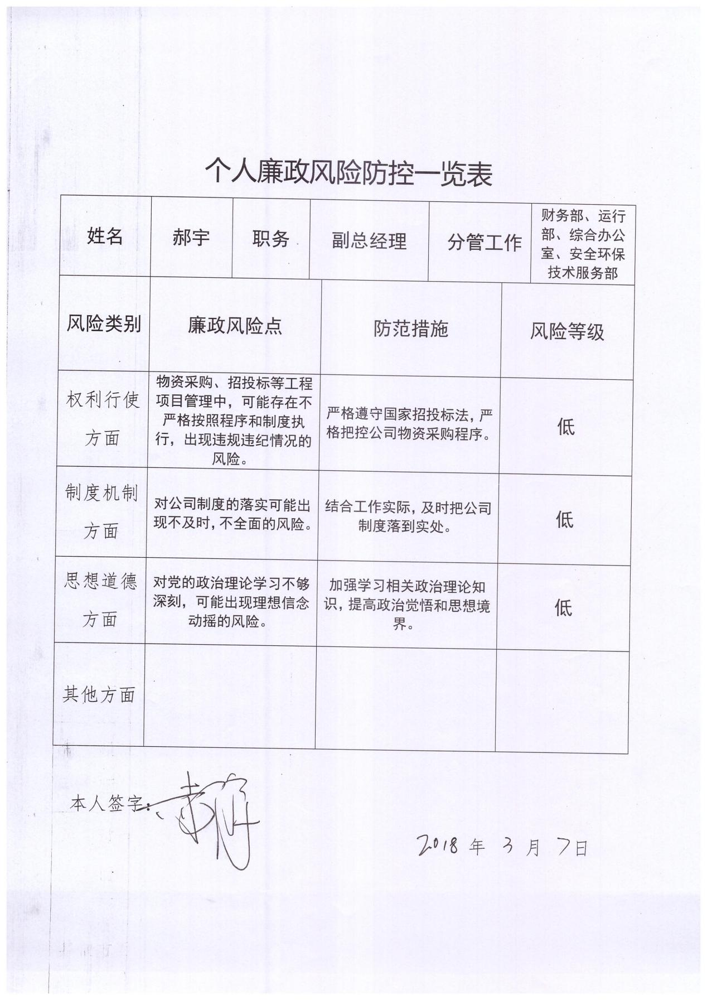 个人廉政风险防控一览表
姓名
郝宇
职务
副总经理
分管工作
财务部、运行
部、综合办公
室、安全环保
技术服务部
风险类别
廉政风险点
防范措施
风险等级
权利行使
方面
物资采购、招投标等工程
项目管理中，可能存在不
严格按照程序和制度执
行，出现违规违纪情况的
风险。
严格遵守国家招投标法，严
格把控公司物资采购程序。
低
制度机制
方面
对公司制度的落实可能出
现不及时，不全面的风险。
结合工作实际，及时把公司
制度落到实处。
低
思想道德
方面
对党的政治理论学习不够
深刻，可能出现理想信念
动摇的风险。
加强学习相关政治理论知
识，提高政治觉悟和思想境
界。
低
其他方面
本人签字：郝宇
2018年3月7日